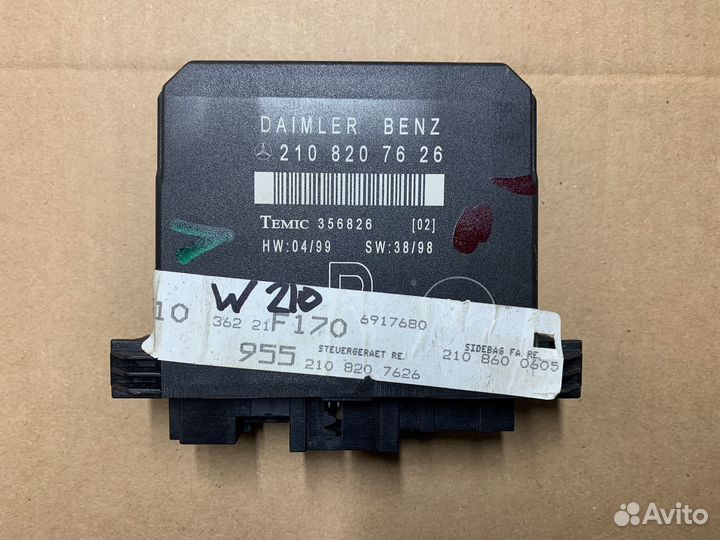 DAIMLER BENZ
210 820 76 26
TEMIC 356826 [02]
HW:04/99 SW:38/98
R
W 210
10 362 21 F170 6917680
955 STEUERGERAET RE. SIDEBAG FA. RE.
210 820 7626 210 860 0605
Avito